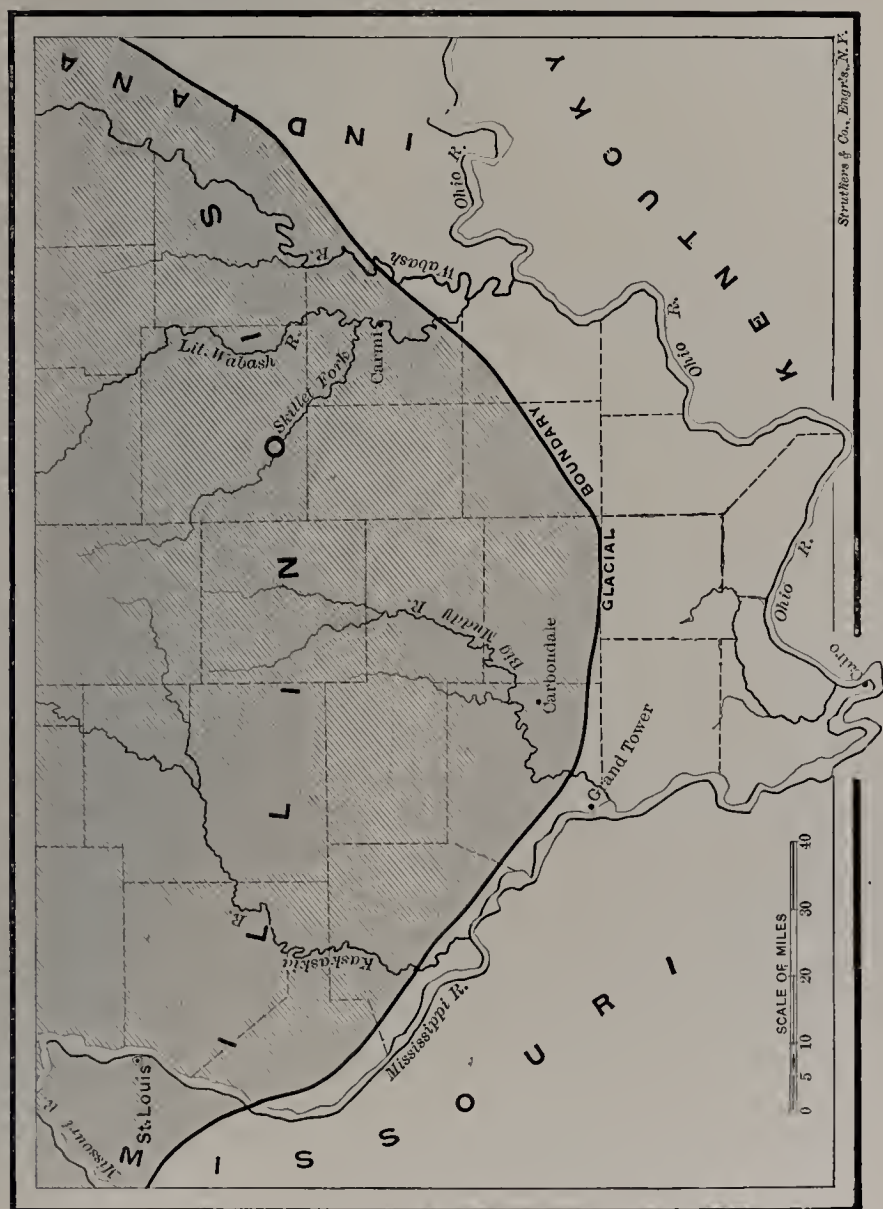 INDIANA
ILLINOIS
KENTUCKY
MISSOURI
Missouri R.
St. Louis
Kaskaskia R.
Lit. Wabash R.
Skillet Fork
Carmi
Wabash R.
Ohio R.
Ohio R.
Ohio R.
Big Muddy R.
Carbondale
Grand Tower
Mississippi R.
Cairo
GLACIAL BOUNDARY
SCALE OF MILES
0 5 10 20 30 40
Struthers & Co., Engr's, N.Y.